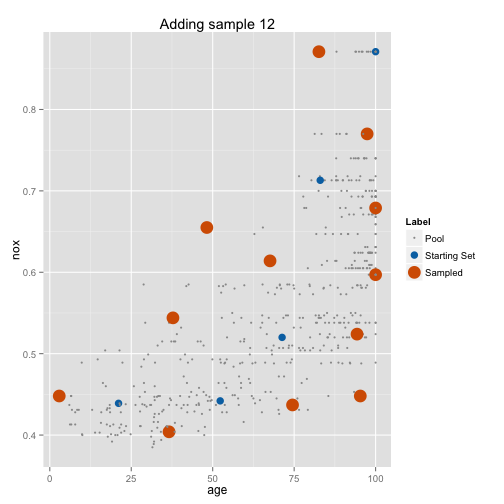 Adding sample 12
nox
0.8
0.7
0.6
0.5
0.4
0 25 50 75 100
age
Label
Pool
Starting Set
Sampled